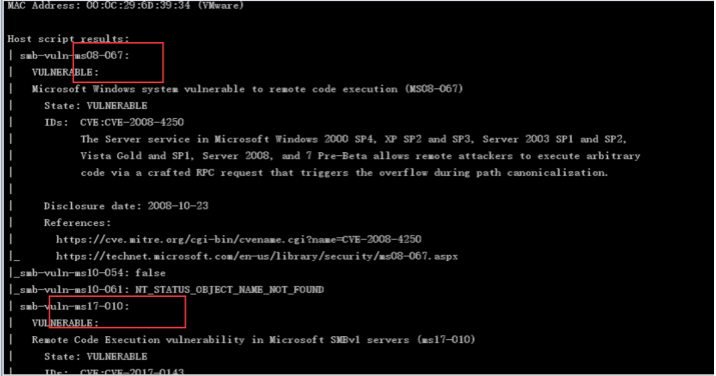 MAC Address: 00:0C:29:6D:39:34 (VMware)
Host script results:
| smb-vuln-ms08-067:
|   VULNERABLE:
|   Microsoft Windows system vulnerable to remote code execution (MS08-067)
|     State: VULNERABLE
|     IDs:  CVE:CVE-2008-4250
|           The Server service in Microsoft Windows 2000 SP4, XP SP2 and SP3, Server 2003 SP1 and SP2,
|           Vista Gold and SP1, Server 2008, and 7 Pre-Beta allows remote attackers to execute arbitrary
|           code via a crafted RPC request that triggers the overflow during path canonicalisation.
|
|     Disclosure date: 2008-10-23
|     References:
|       https://cve.mitre.org/cgi-bin/cvename.cgi?name=CVE-2008-4250
|_      https://technet.microsoft.com/en-us/library/security/ms08-067.aspx
|_smb-vuln-ms10-054: false
|_smb-vuln-ms10-061: NT_STATUS_OBJECT_NAME_NOT_FOUND
| smb-vuln-ms17-010:
|   VULNERABLE:
|   Remote Code Execution vulnerability in Microsoft SMBv1 servers (ms17-010)
|     State: VULNERABLE
|     IDs:  CVE:CVE-2017-0143